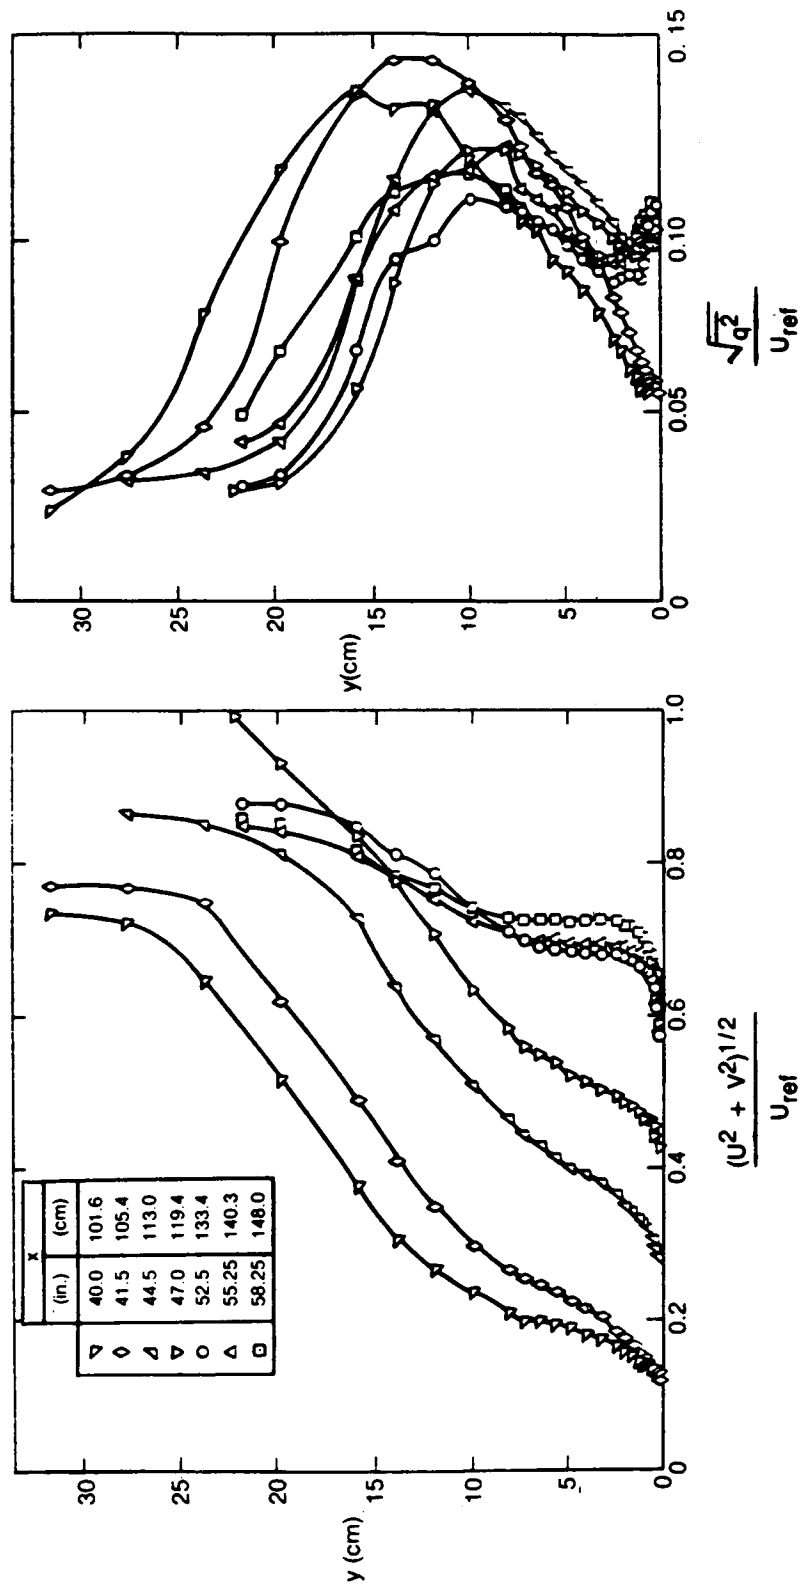 x
(in.) (cm)
▽ 40.0 101.6
◇ 41.5 105.4
◿ 44.5 113.0
▽ 47.0 119.4
○ 52.5 133.4
△ 55.25 140.3
□ 58.25 148.0
y (cm)
30
25
20
15
10
5
0
0.2
0.4
0.6
0.8
1.0
(U² + V²)^1/2
U_ref
y(cm)
30
25
20
15
10
5
0
0.05
0.10
0.15
√q²
U_ref